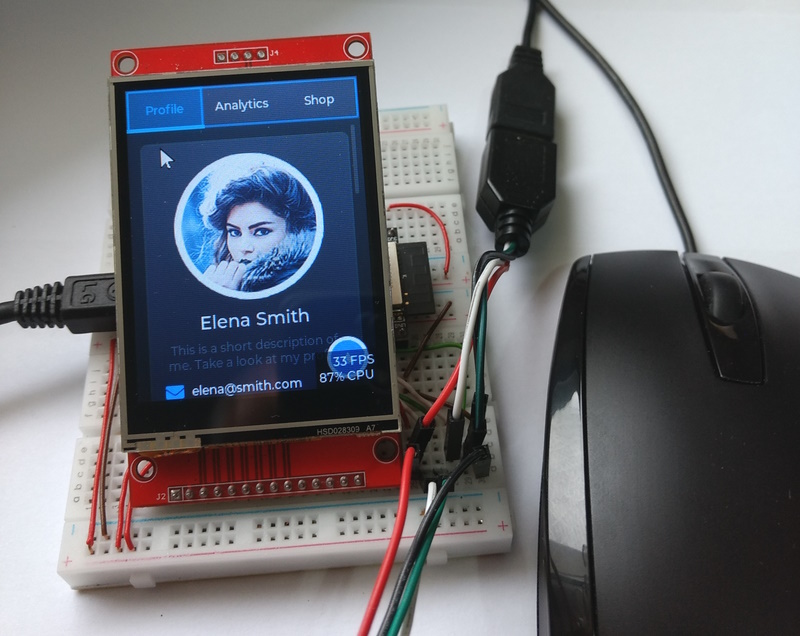 J4
Profile Analytics Shop
Elena Smith
This is a short description of
me. Take a look at my pr
33 FPS
elena@smith.com 87% CPU
HSD028309 A7
J2